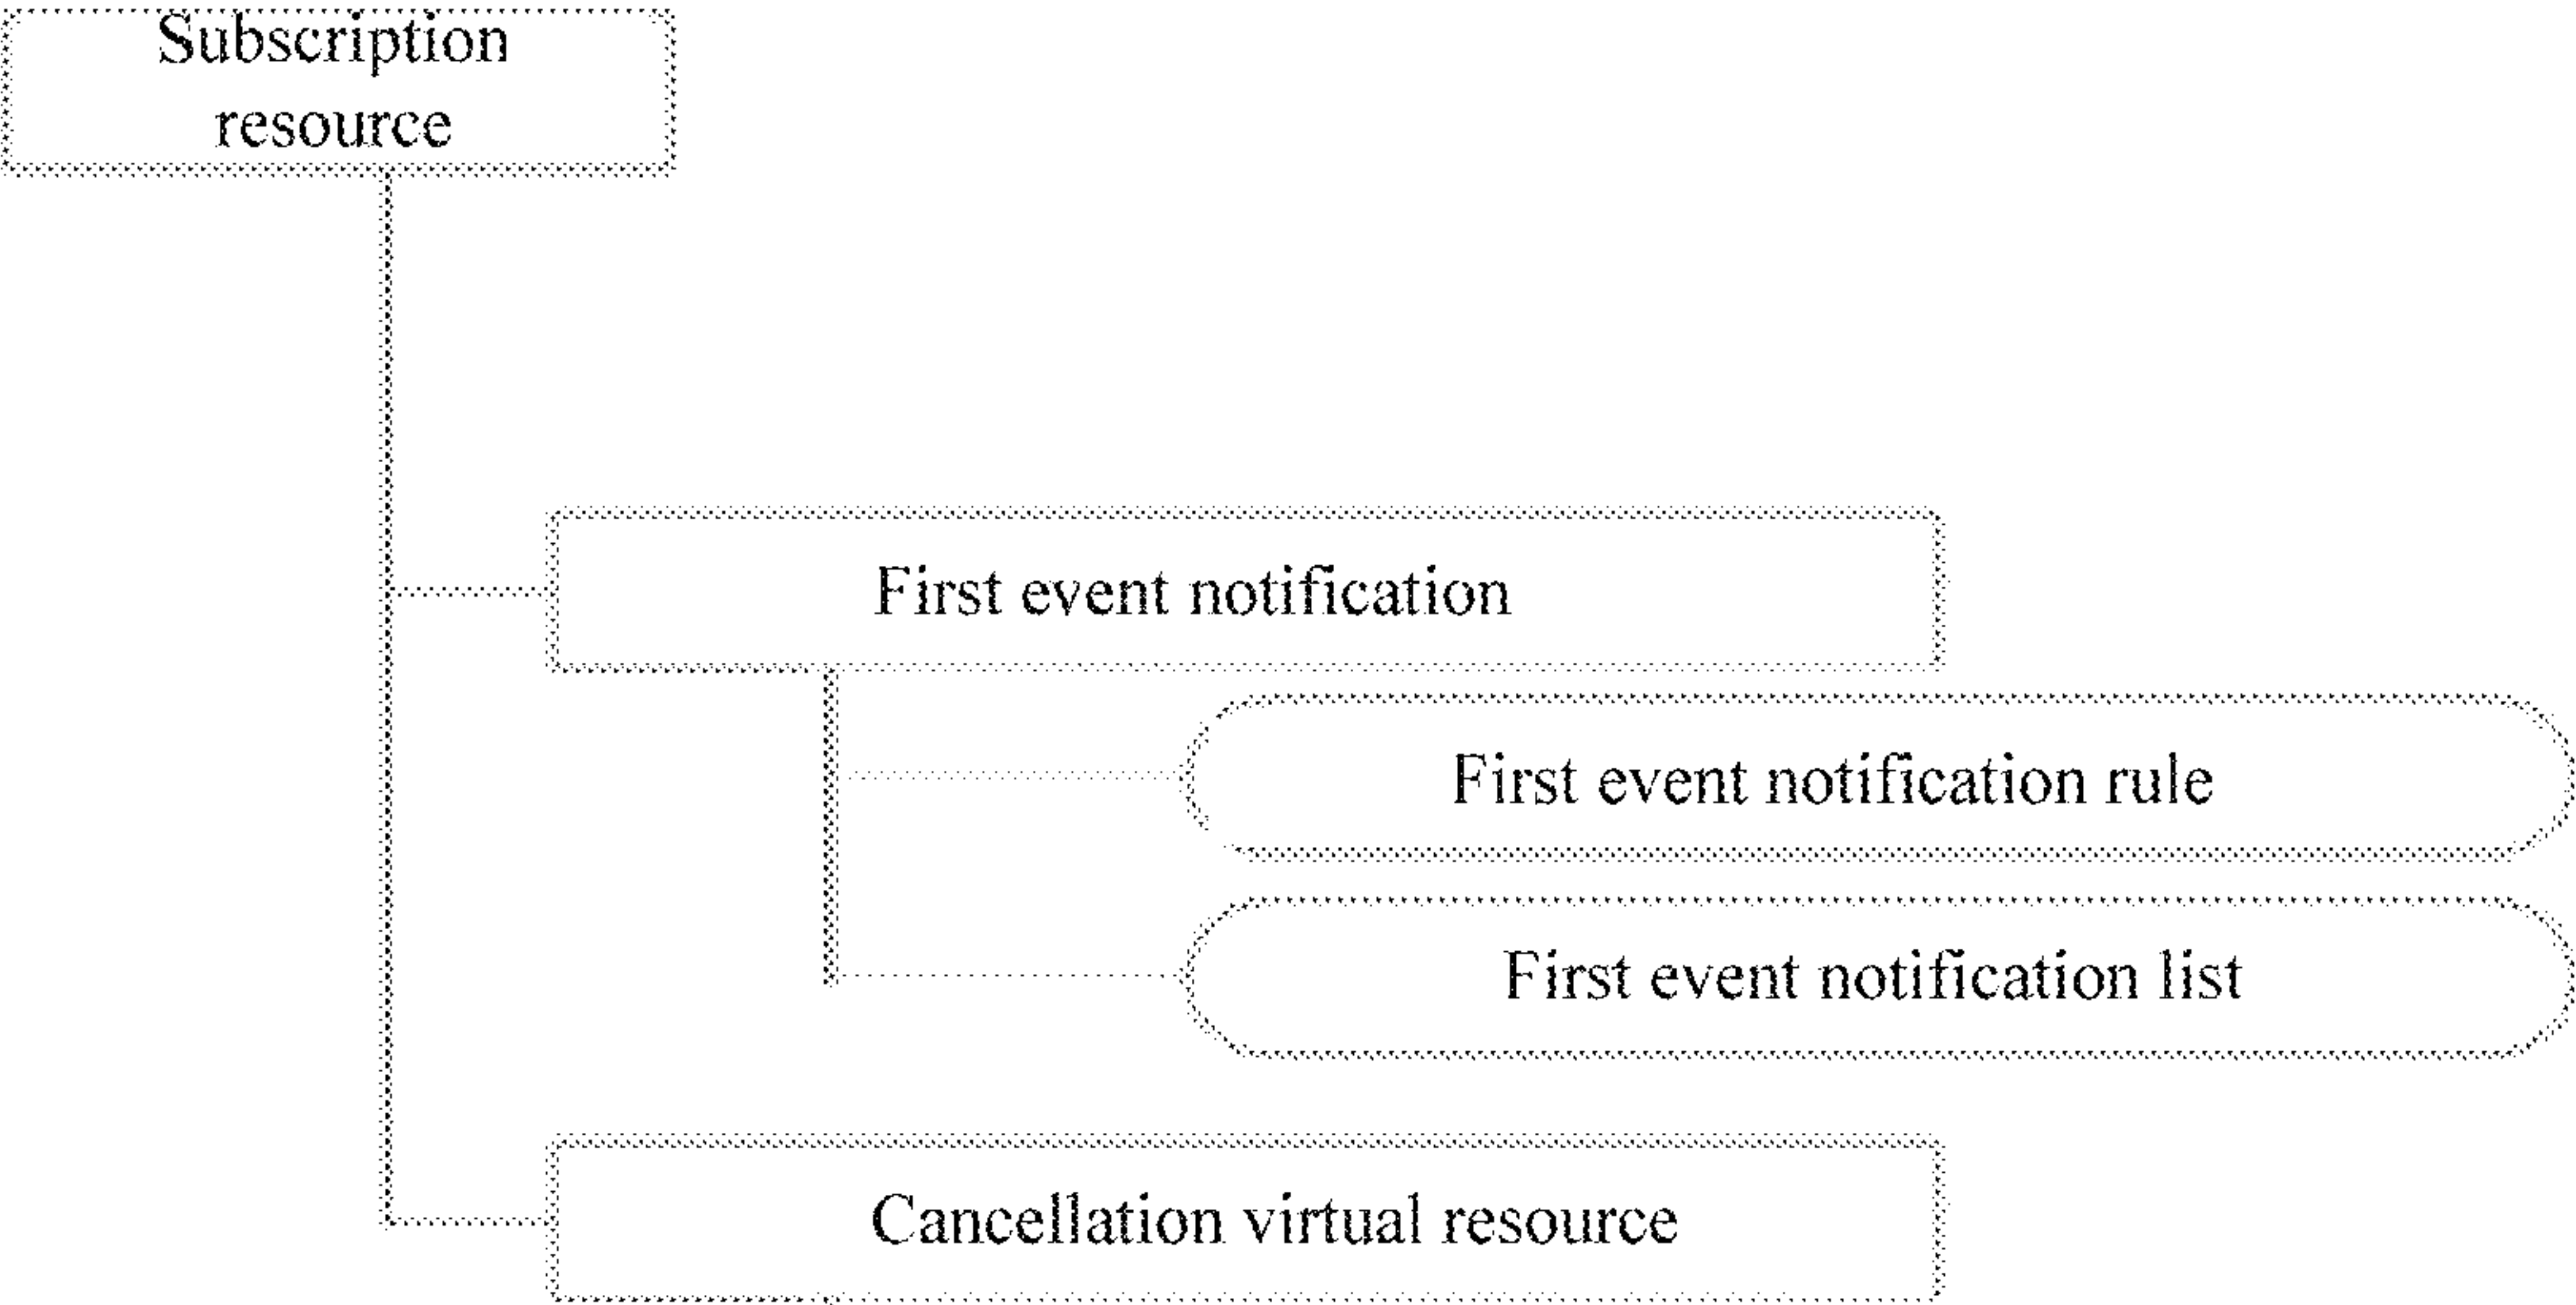 Subscription
resource
First event notification
First event notification rule
First event notification list
Cancellation virtual resource